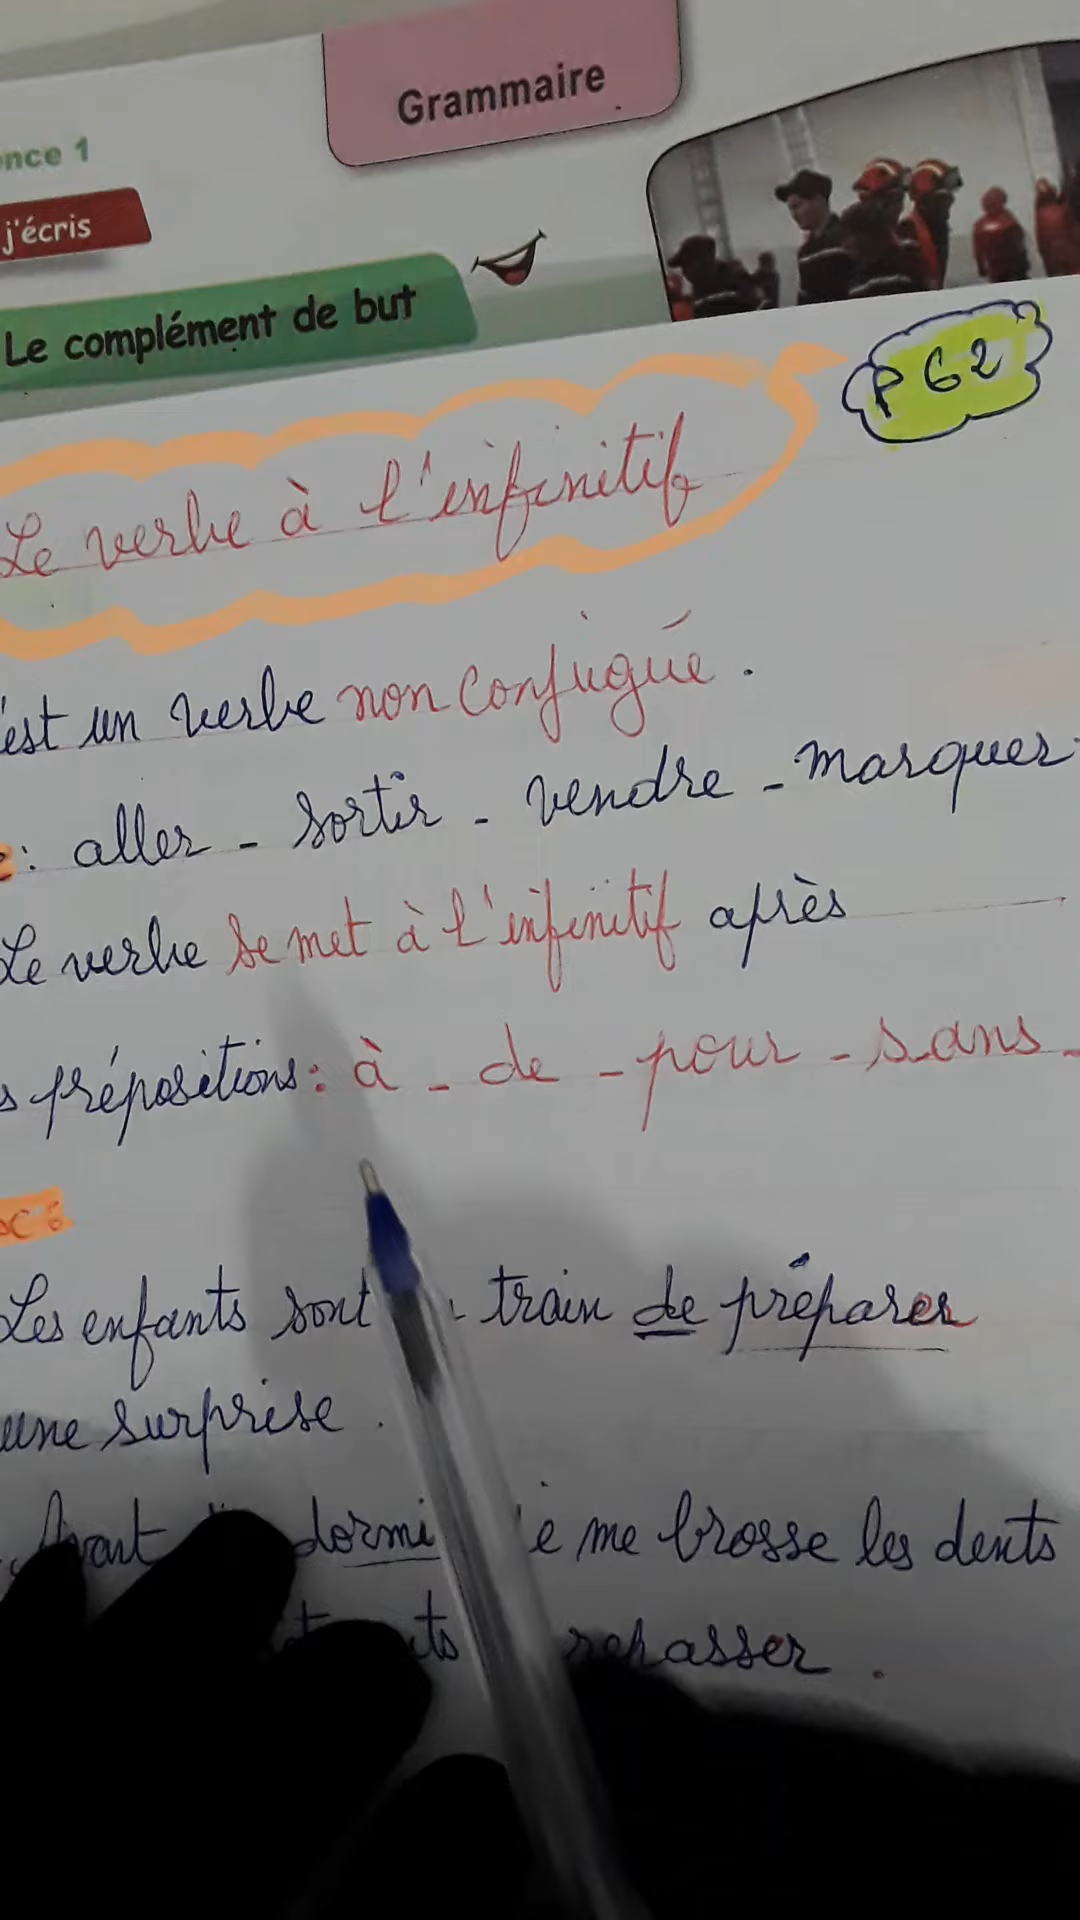 Grammaire
nce 1
j'écris
Le complément de but
P 62
Le verbe à l'infinitif
'est un verbe non conjugué.
: aller - sortir - vendre - marquer
Le verbe se met à l'infinitif après
s prépositions: à - de - pour - sans -
Les enfants sont train de préparer
une surprise.
dormi e me brosse les dents
repasser.